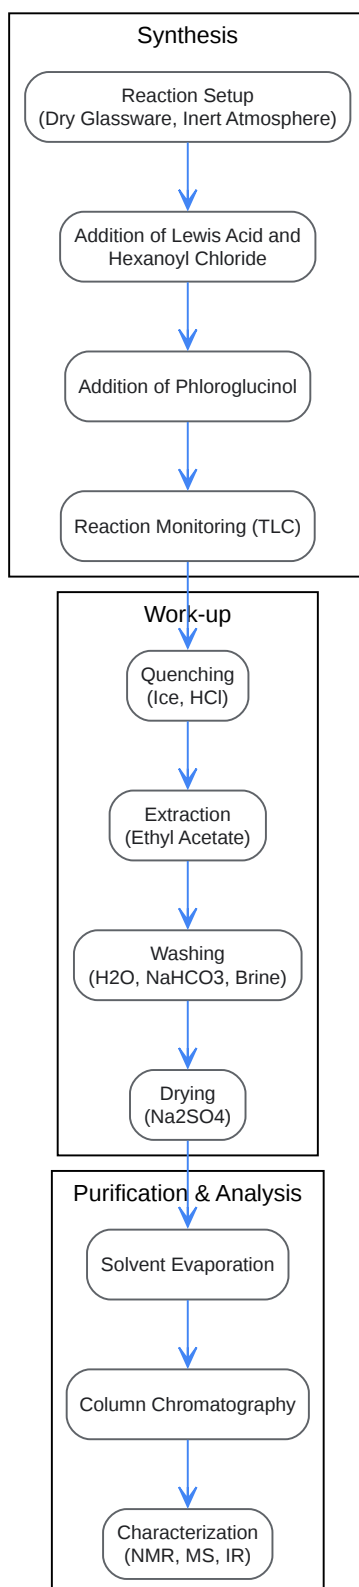 Synthesis
Reaction Setup
(Dry Glassware, Inert Atmosphere)
Addition of Lewis Acid and
Hexanoyl Chloride
Addition of Phloroglucinol
Reaction Monitoring (TLC)
Work-up
Quenching
(Ice, HCl)
Extraction
(Ethyl Acetate)
Washing
(H2O, NaHCO3, Brine)
Drying
(Na2SO4)
Purification & Analysis
Solvent Evaporation
Column Chromatography
Characterization
(NMR, MS, IR)